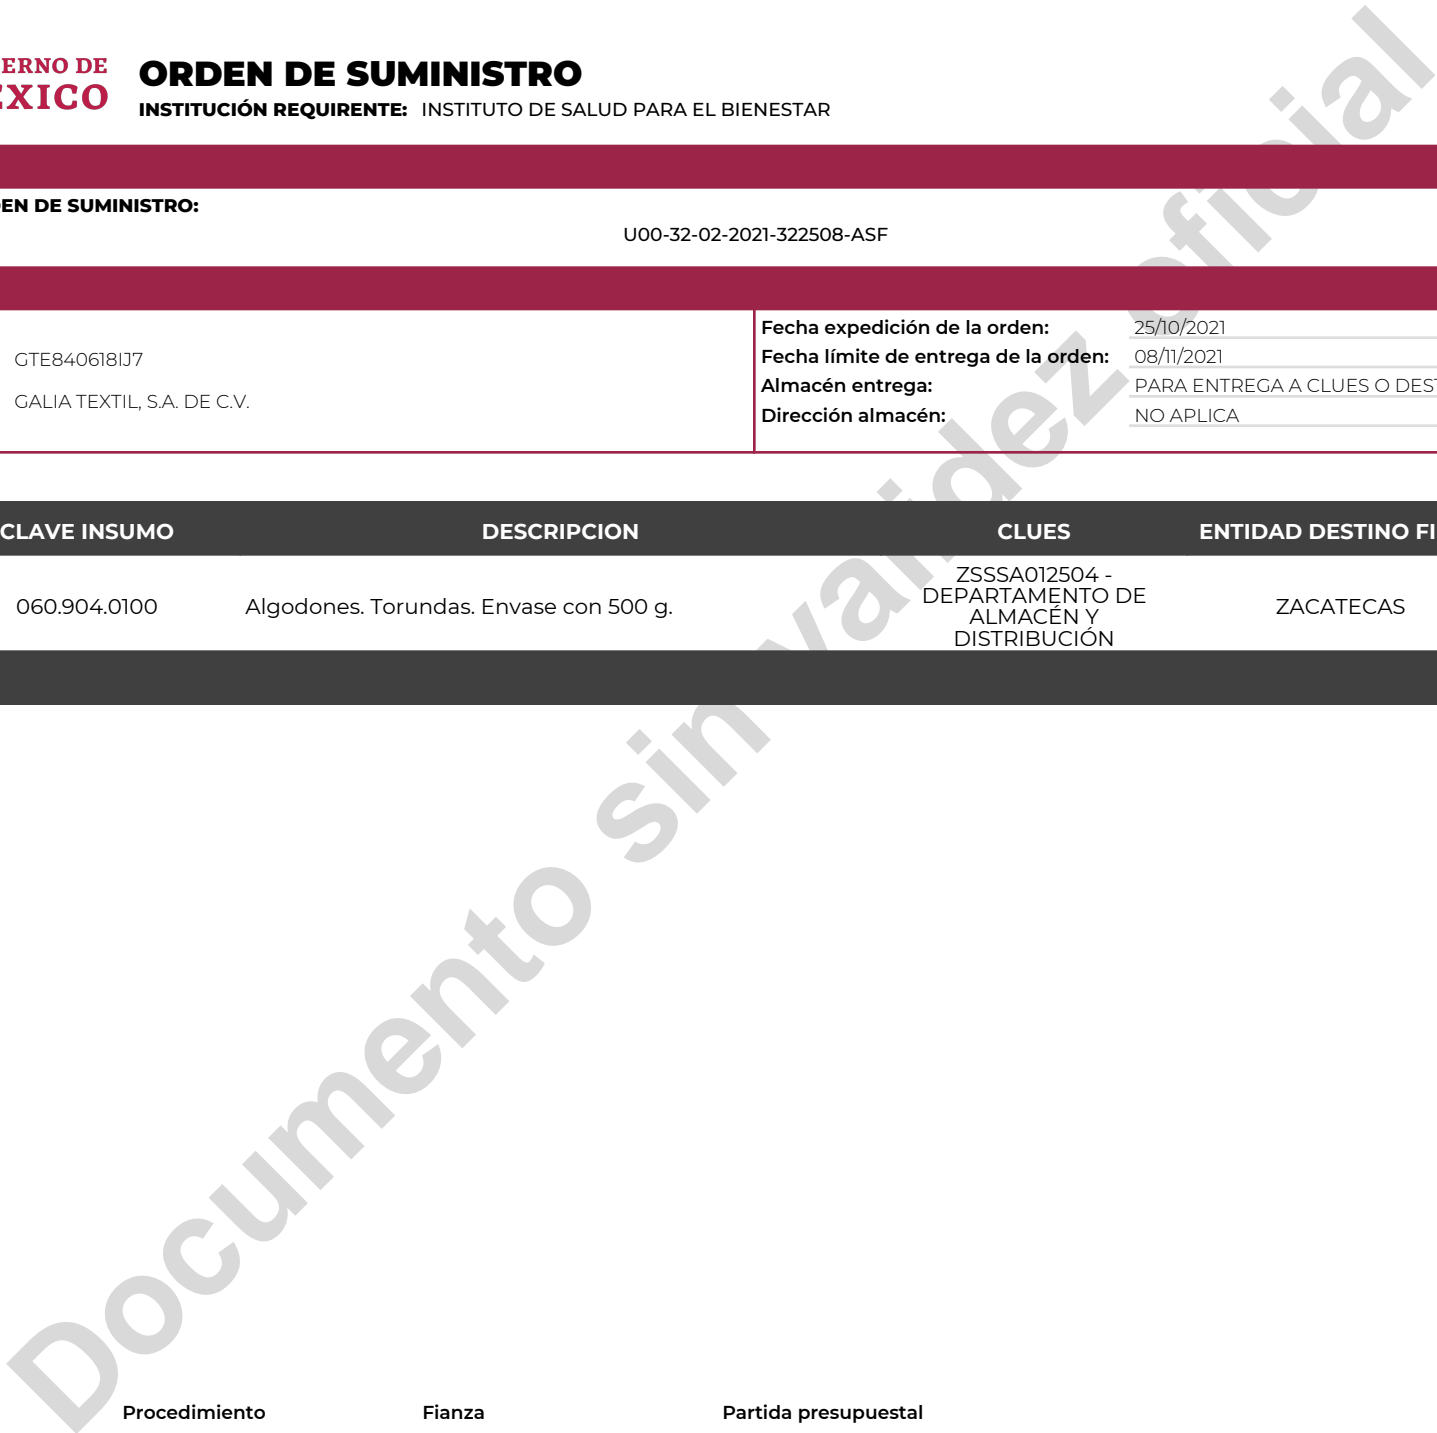 ERNO DE
EXICO
ORDEN DE SUMINISTRO
INSTITUCIÓN REQUIRENTE: INSTITUTO DE SALUD PARA EL BIENESTAR
EN DE SUMINISTRO:
U00-32-02-2021-322508-ASF
GTE840618IJ7
GALIA TEXTIL, S.A. DE C.V.
Fecha expedición de la orden: 25/10/2021
Fecha límite de entrega de la orden: 08/11/2021
Almacén entrega: PARA ENTREGA A CLUES O DEST
Dirección almacén: NO APLICA
CLAVE INSUMO DESCRIPCION CLUES ENTIDAD DESTINO FI
060.904.0100 Algodones. Torundas. Envase con 500 g. ZSSSA012504 -
DEPARTAMENTO DE
ALMACÉN Y
DISTRIBUCIÓN
ZACATECAS
Documento sin validez oficial
Procedimiento Fianza Partida presupuestal